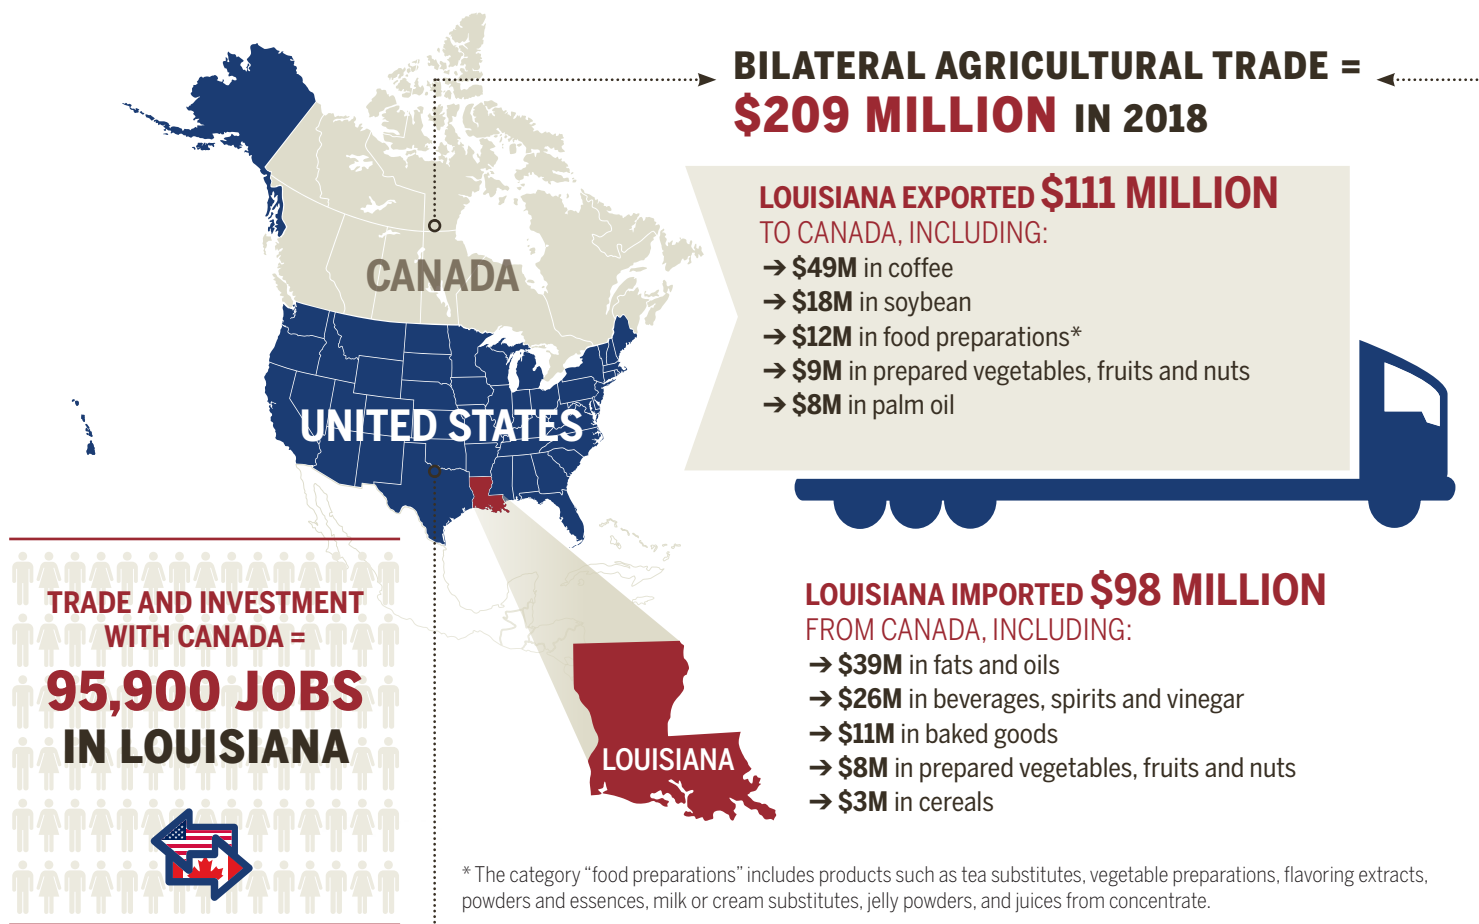 BILATERAL AGRICULTURAL TRADE =
$209 MILLION IN 2018
LOUISIANA EXPORTED $111 MILLION
TO CANADA, INCLUDING:
➔ $49M in coffee
➔ $18M in soybean
➔ $12M in food preparations*
➔ $9M in prepared vegetables, fruits and nuts
➔ $8M in palm oil
CANADA
UNITED STATES
TRADE AND INVESTMENT
WITH CANADA =
95,900 JOBS
IN LOUISIANA
LOUISIANA
LOUISIANA IMPORTED $98 MILLION
FROM CANADA, INCLUDING:
➔ $39M in fats and oils
➔ $26M in beverages, spirits and vinegar
➔ $11M in baked goods
➔ $8M in prepared vegetables, fruits and nuts
➔ $3M in cereals
* The category “food preparations” includes products such as tea substitutes, vegetable preparations, flavoring extracts,
powders and essences, milk or cream substitutes, jelly powders, and juices from concentrate.